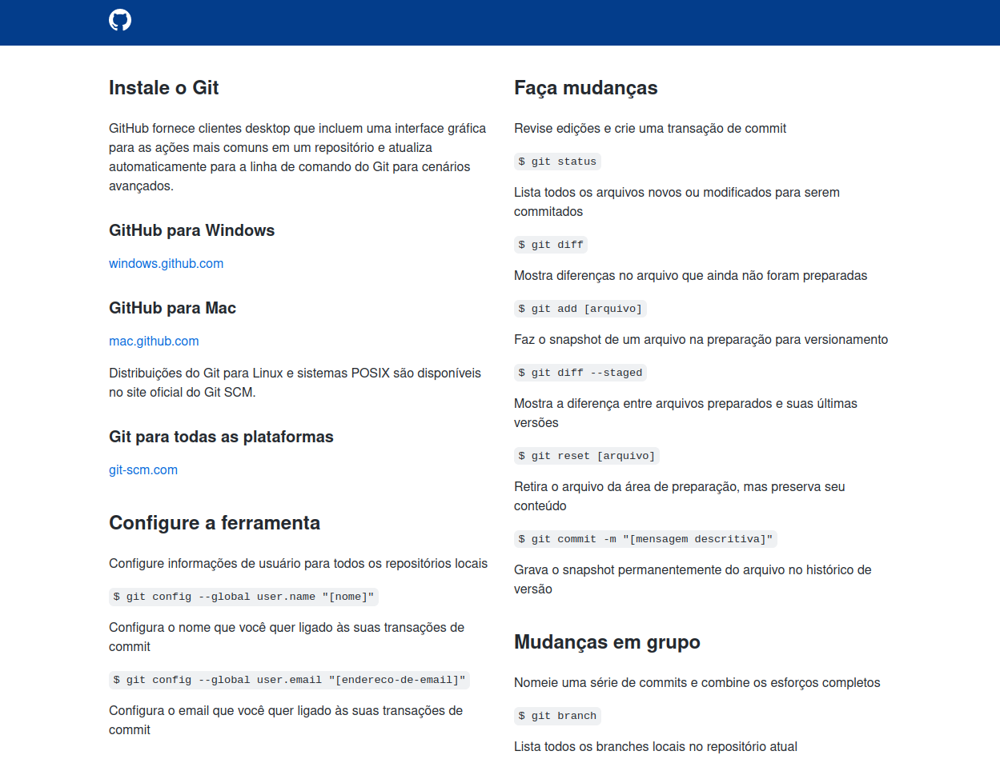 Instale o Git
GitHub fornece clientes desktop que incluem uma interface gráfica
para as ações mais comuns em um repositório e atualiza
automaticamente para a linha de comando do Git para cenários
avançados.
GitHub para Windows
windows.github.com
GitHub para Mac
mac.github.com
Distribuições do Git para Linux e sistemas POSIX são disponíveis
no site oficial do Git SCM.
Git para todas as plataformas
git-scm.com
Configure a ferramenta
Configure informações de usuário para todos os repositórios locais
$ git config --global user.name "[nome]"
Configura o nome que você quer ligado às suas transações de
commit
$ git config --global user.email "[endereco-de-email]"
Configura o email que você quer ligado às suas transações de
commit
Faça mudanças
Revise edições e crie uma transação de commit
$ git status
Lista todos os arquivos novos ou modificados para serem
commitados
$ git diff
Mostra diferenças no arquivo que ainda não foram preparadas
$ git add [arquivo]
Faz o snapshot de um arquivo na preparação para versionamento
$ git diff --staged
Mostra a diferença entre arquivos preparados e suas últimas
versões
$ git reset [arquivo]
Retira o arquivo da área de preparação, mas preserva seu
conteúdo
$ git commit -m "[mensagem descritiva]"
Grava o snapshot permanentemente do arquivo no histórico de
versão
Mudanças em grupo
Nomeie uma série de commits e combine os esforços completos
$ git branch
Lista todos os branches locais no repositório atual